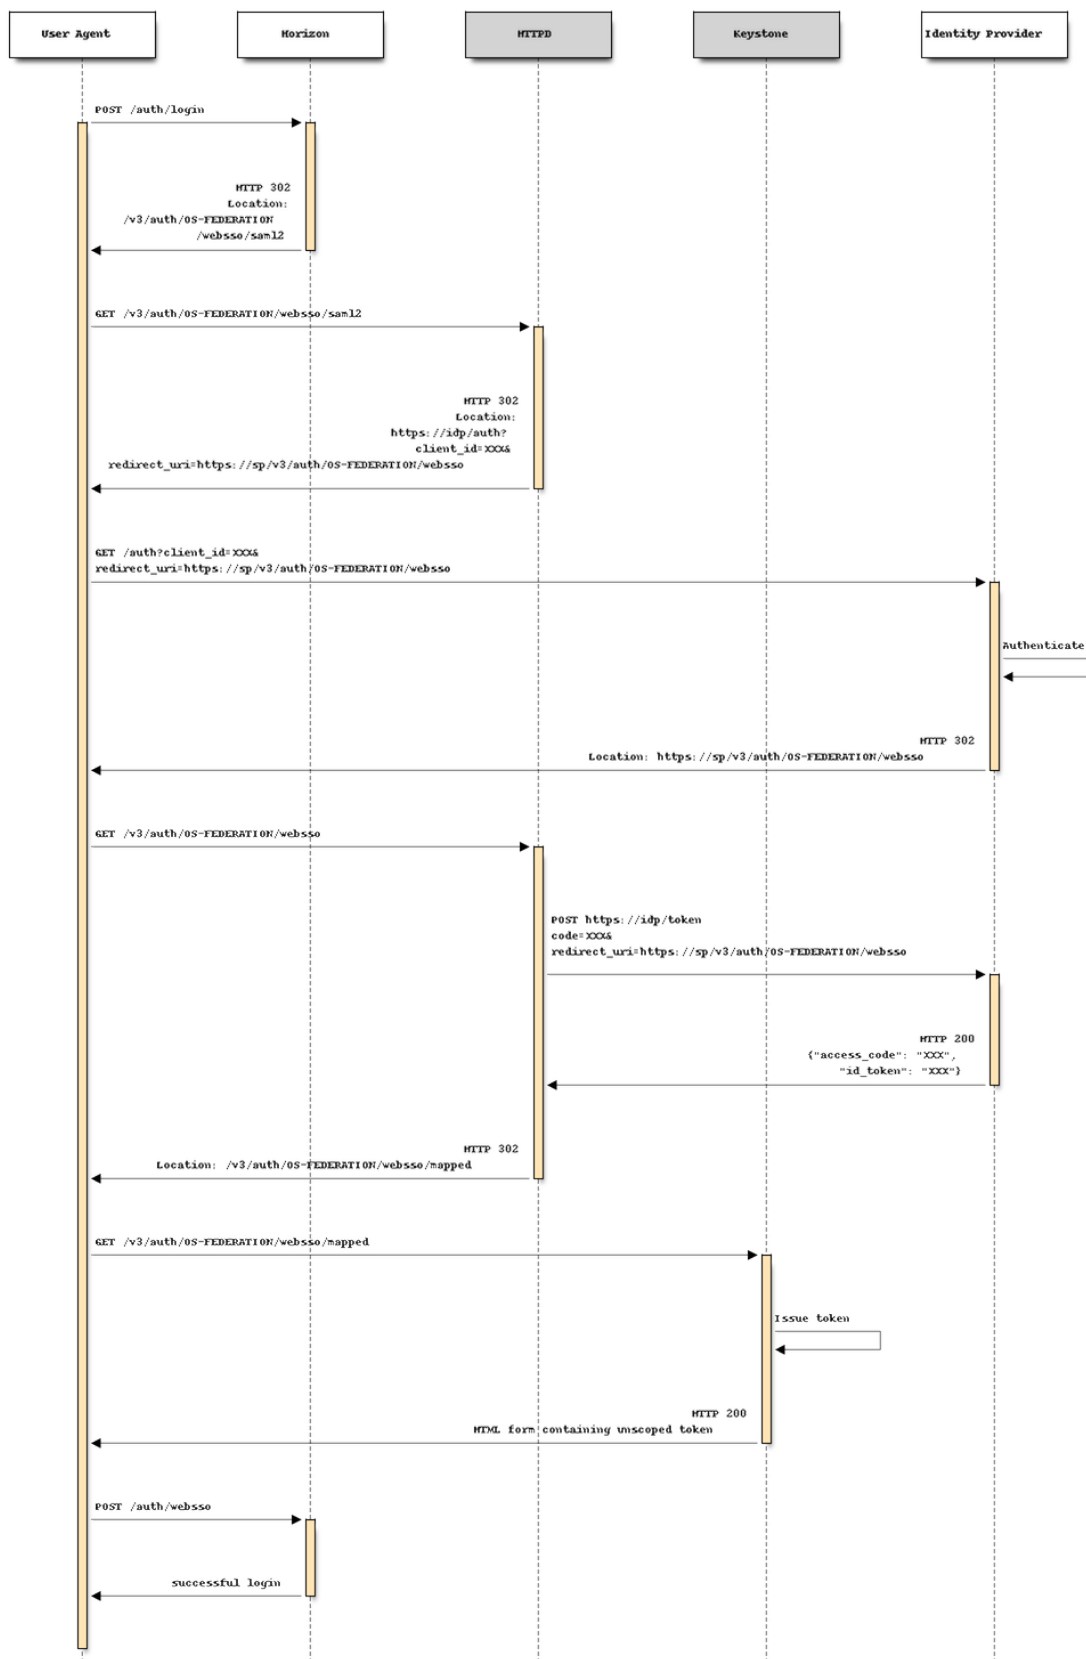 User Agent
Horizon
HTTPD
Keystone
Identity Provider
POST /auth/login
HTTP 302
Location:
/v3/auth/OS-FEDERATION
/websso/saml2
GET /v3/auth/OS-FEDERATION/websso/saml2
HTTP 302
Location:
https://idp/auth?
client_id=XXX&
redirect_uri=https://sp/v3/auth/OS-FEDERATION/websso
GET /auth?client_id=XXX&
redirect_uri=https://sp/v3/auth/OS-FEDERATION/websso
Authenticate
HTTP 302
Location: https://sp/v3/auth/OS-FEDERATION/websso
GET /v3/auth/OS-FEDERATION/websso
POST https://idp/token
code=XXX&
redirect_uri=https://sp/v3/auth/OS-FEDERATION/websso
HTTP 200
{"access_code": "XXX",
"id_token": "XXX"}
HTTP 302
Location: /v3/auth/OS-FEDERATION/websso/mapped
GET /v3/auth/OS-FEDERATION/websso/mapped
Issue token
HTTP 200
HTML form containing unscoped token
POST /auth/websso
successful login